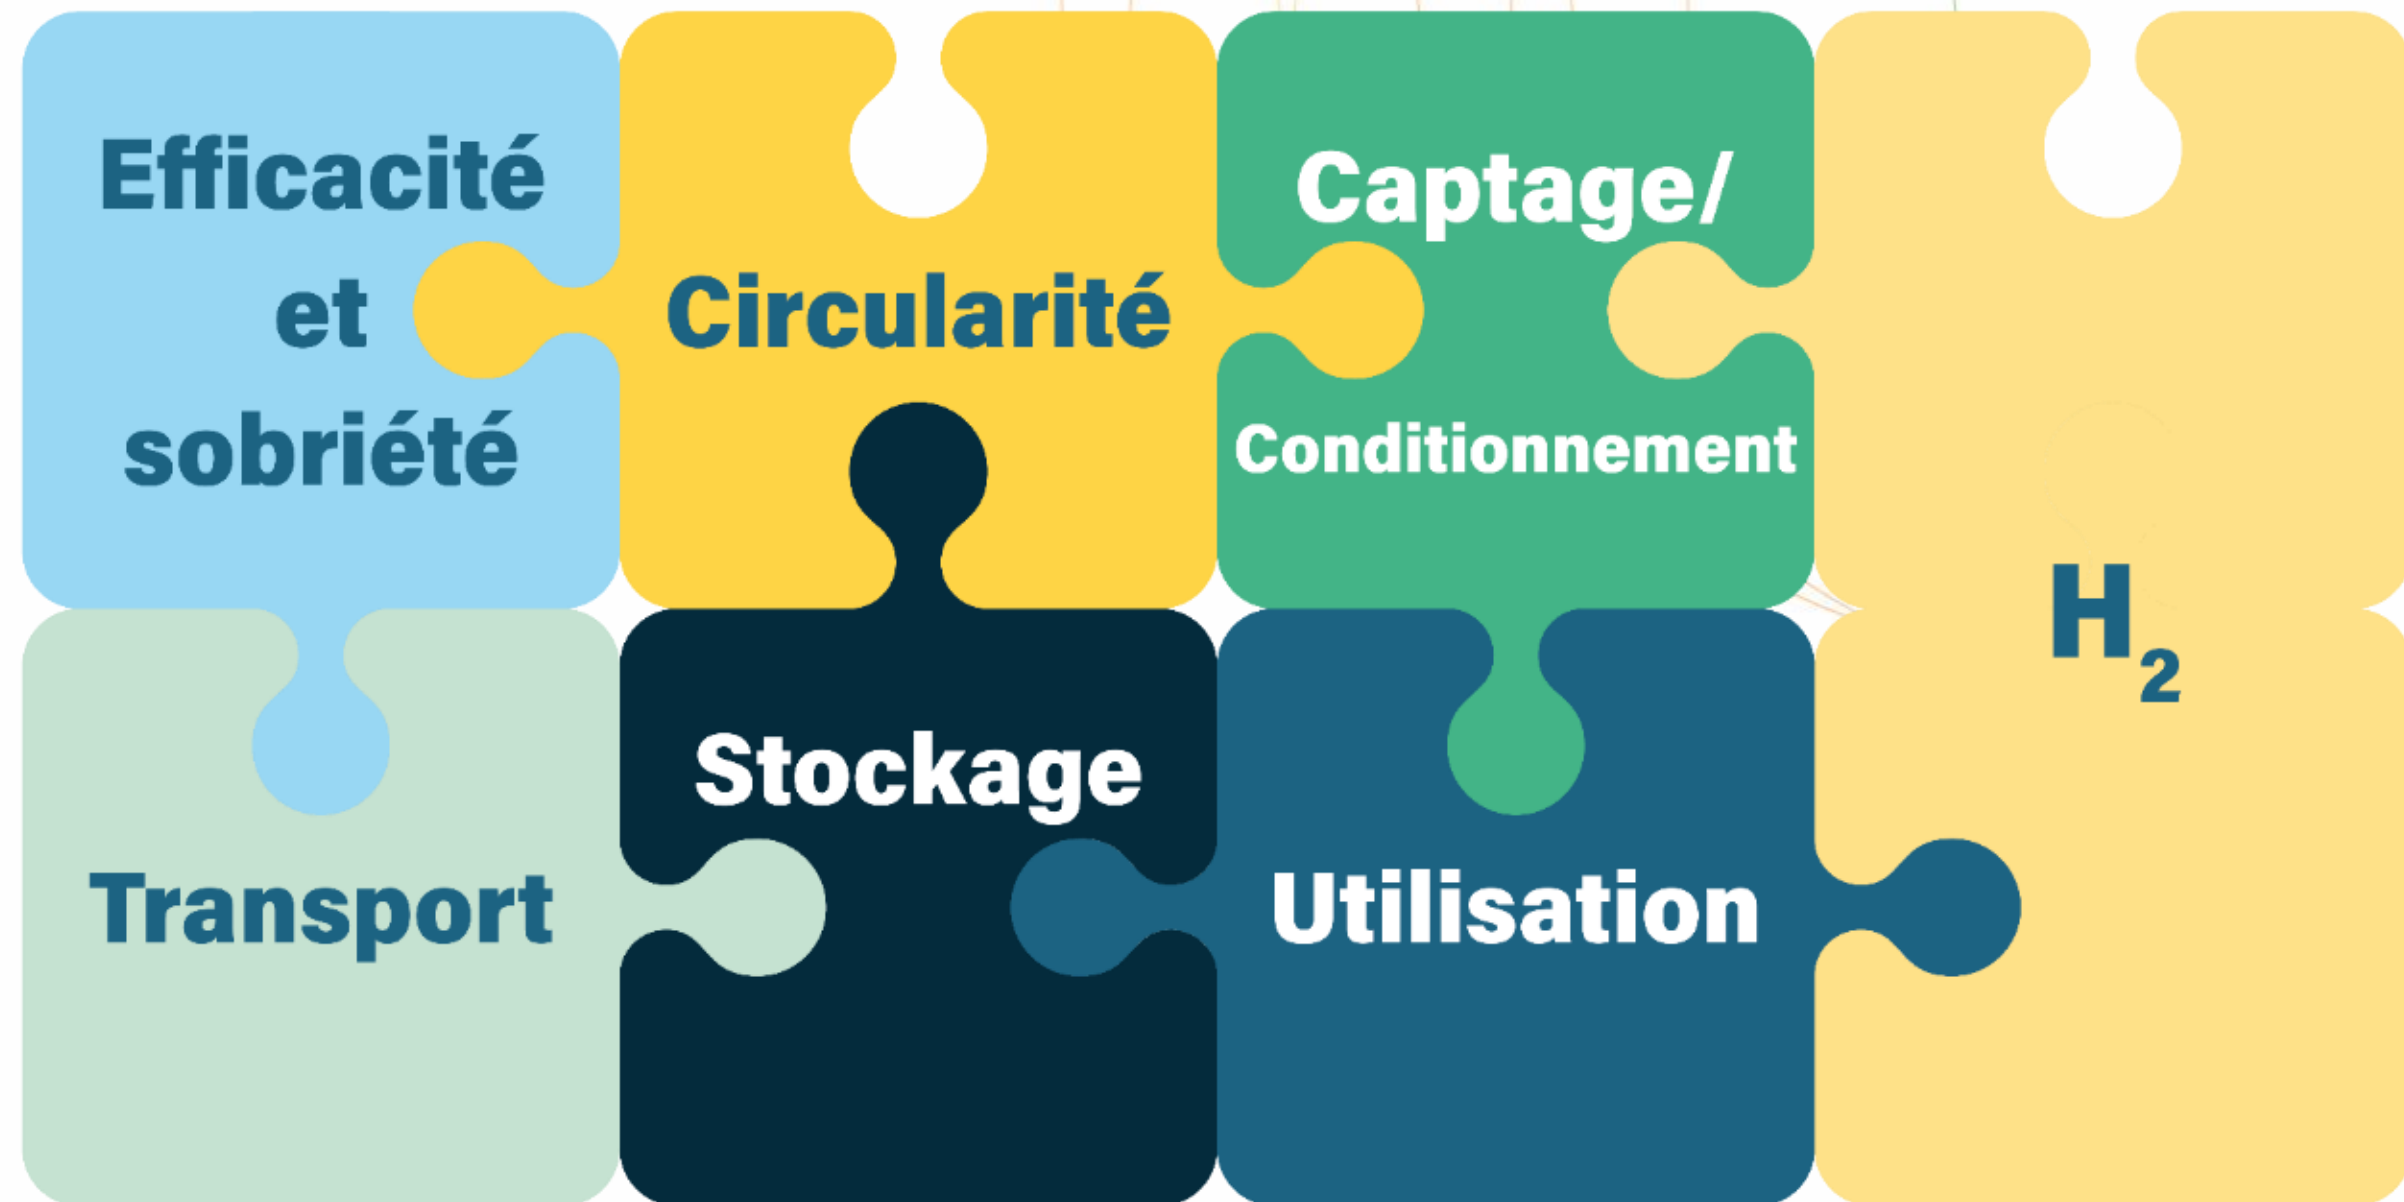 Efficacité
et
sobriété
Circularité
Captage/
Conditionnement
H₂
Transport
Stockage
Utilisation